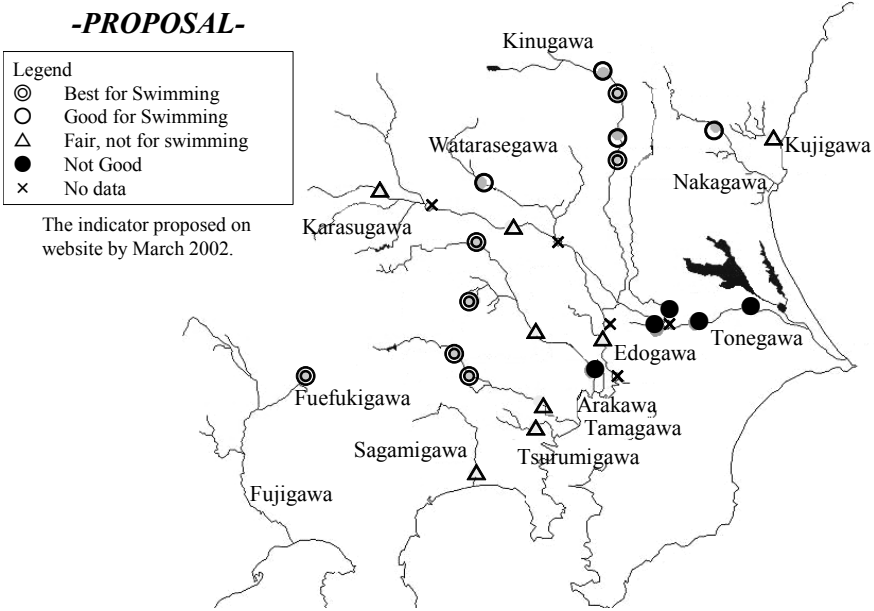 -PROPOSAL-
Legend
Best for Swimming
Good for Swimming
Fair, not for swimming
Not Good
No data
The indicator proposed on
website by March 2002.
Kinugawa
Watarasegawa
Kujigawa
Nakagawa
Karasugawa
Tonegawa
Edogawa
Fuefukigawa
Arakawa
Tamagawa
Sagamigawa
Tsurumigawa
Fujigawa